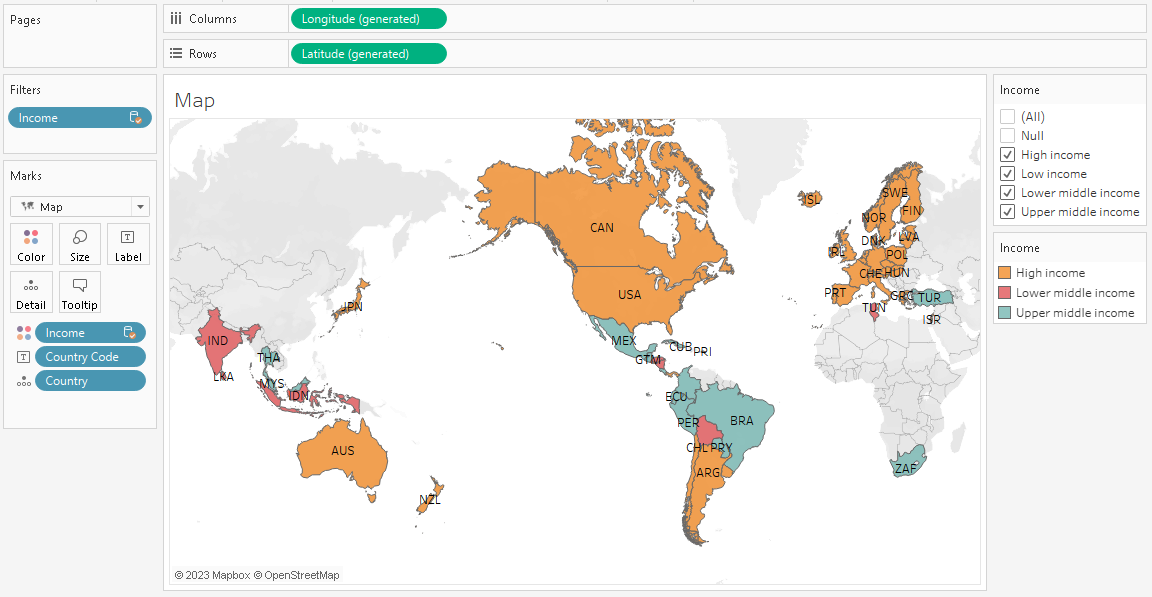 Pages
Columns
Longitude (generated)
Rows
Latitude (generated)
Filters
Income
Marks
Map
Color
Size
Label
Detail
Tooltip
Income
Country Code
Country
Map
ISL
SWE
NOR
FIN
CAN
DNK
LVA
IRL
POL
CHE
HUN
USA
PRT
GRC
TUR
JPN
TUN
ISR
IND
MEX
THA
CUB
PRI
GTM
LKA
MYS
IDN
ECU
PER
BRA
AUS
CHL
PRY
ARG
ZAF
NZL
© 2023 Mapbox © OpenStreetMap
Income
(All)
Null
High income
Low income
Lower middle income
Upper middle income
Income
High income
Lower middle income
Upper middle income